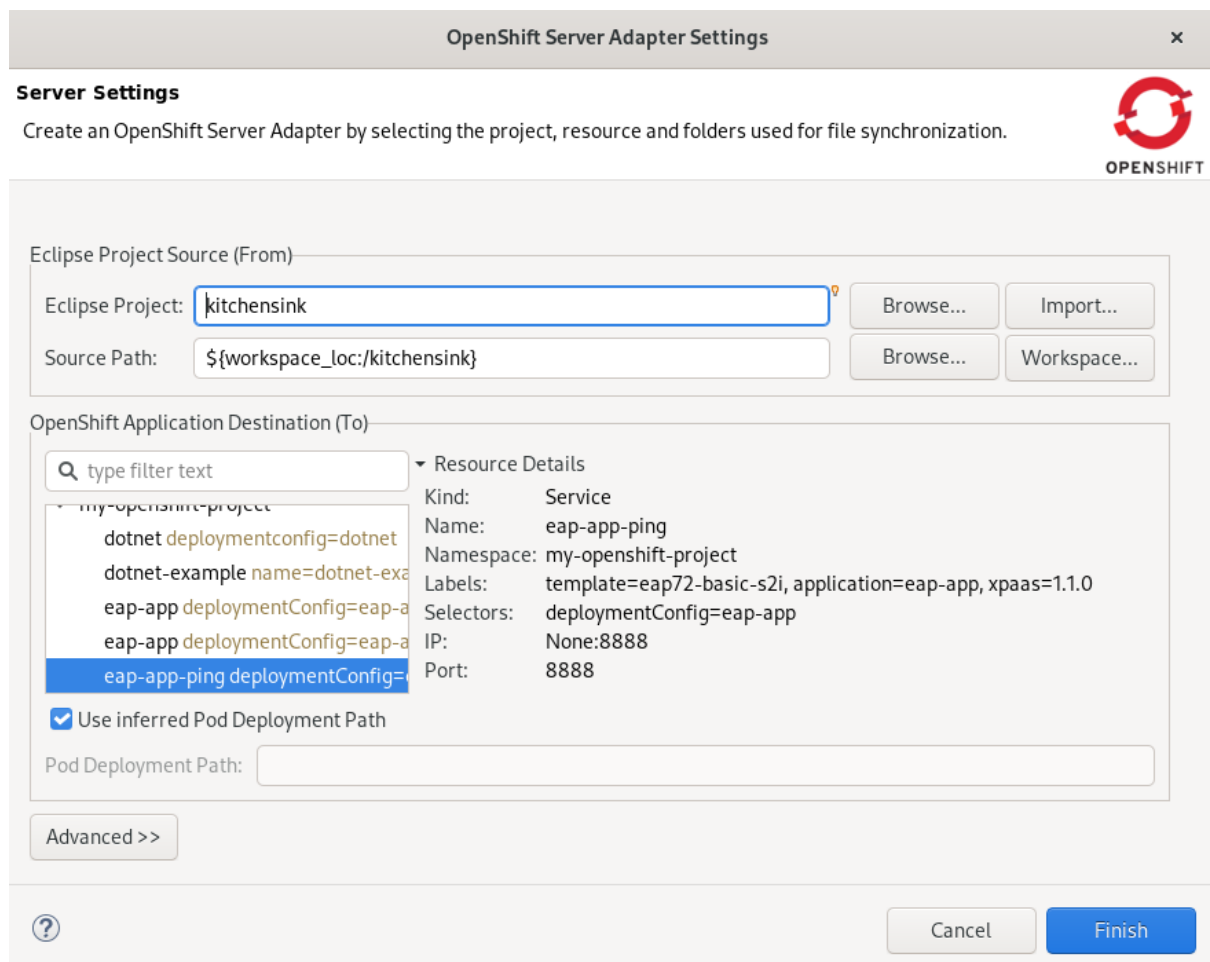 OpenShift Server Adapter Settings ×
Server Settings
Create an OpenShift Server Adapter by selecting the project, resource and folders used for file synchronization.
OPENSHIFT
Eclipse Project Source (From)
Eclipse Project: kitchensink Browse... Import...
Source Path: ${workspace_loc:/kitchensink} Browse... Workspace...
OpenShift Application Destination (To)
type filter text
my-openshift-project
dotnet deploymentconfig=dotnet
dotnet-example name=dotnet-exa
eap-app deploymentConfig=eap-a
eap-app deploymentConfig=eap-a
eap-app-ping deploymentConfig=
Resource Details
Kind: Service
Name: eap-app-ping
Namespace: my-openshift-project
Labels: template=eap72-basic-s2i, application=eap-app, xpaas=1.1.0
Selectors: deploymentConfig=eap-app
IP: None:8888
Port: 8888
Use inferred Pod Deployment Path
Pod Deployment Path:
Advanced >>
? Cancel Finish